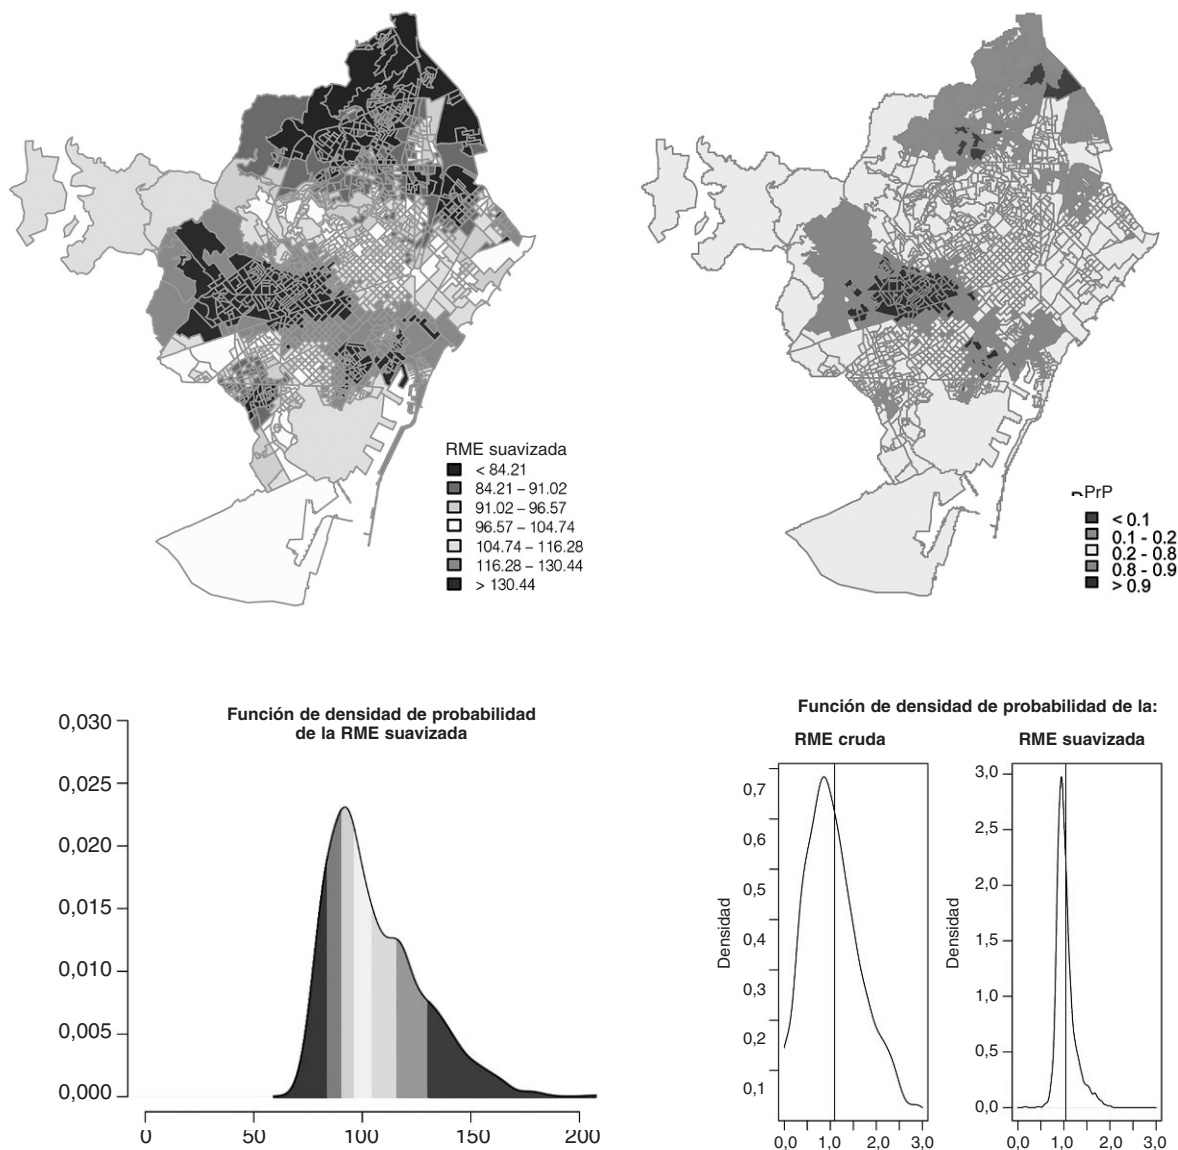 RME suavizada
< 84.21
84.21 – 91.02
91.02 – 96.57
96.57 – 104.74
104.74 – 116.28
116.28 – 130.44
> 130.44
PrP
< 0.1
0.1 - 0.2
0.2 - 0.8
0.8 - 0.9
> 0.9
Función de densidad de probabilidad
de la RME suavizada
0,030
0,025
0,020
0,015
0,010
0,005
0,000
0
50
100
150
200
Función de densidad de probabilidad de la:
RME cruda
Densidad
0,7
0,6
0,5
0,4
0,3
0,2
0,1
0,0
1,0
2,0
3,0
RME suavizada
Densidad
3,0
2,5
2,0
1,5
1,0
0,5
0,0
0,0
1,0
2,0
3,0